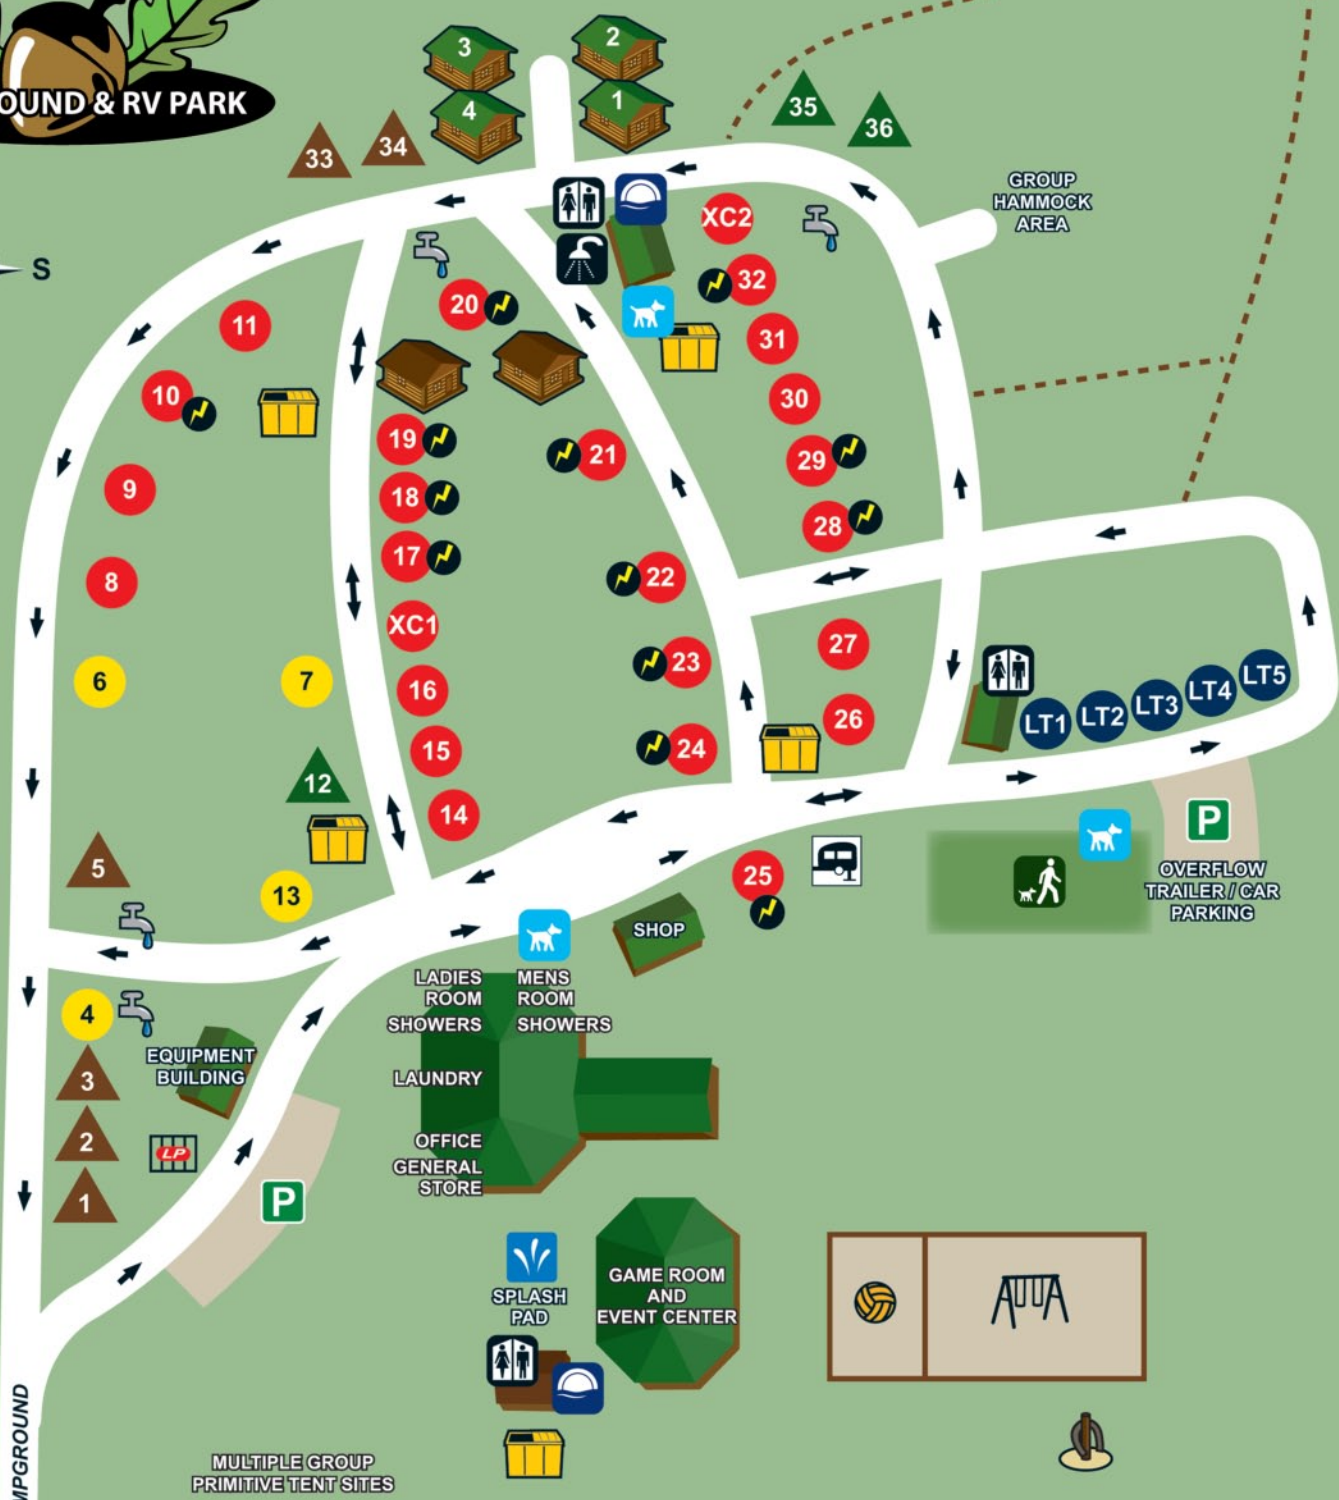 OUND & RV PARK
3
2
4
1
33
34
35
36
GROUP
HAMMOCK
AREA
S
XC2
20
32
11
31
10
30
19
21
29
9
18
28
17
8
22
XC1
27
6
7
16
23
LT1
LT2
LT3
LT4
LT5
26
15
24
12
14
P
5
25
OVERFLOW
TRAILER / CAR
PARKING
13
SHOP
4
LADIES
ROOM
SHOWERS
MENS
ROOM
SHOWERS
EQUIPMENT
BUILDING
3
LAUNDRY
2
LP
OFFICE
GENERAL
STORE
1
P
SPLASH
PAD
GAME ROOM
AND
EVENT CENTER
MPGROUND
MULTIPLE GROUP
PRIMITIVE TENT SITES